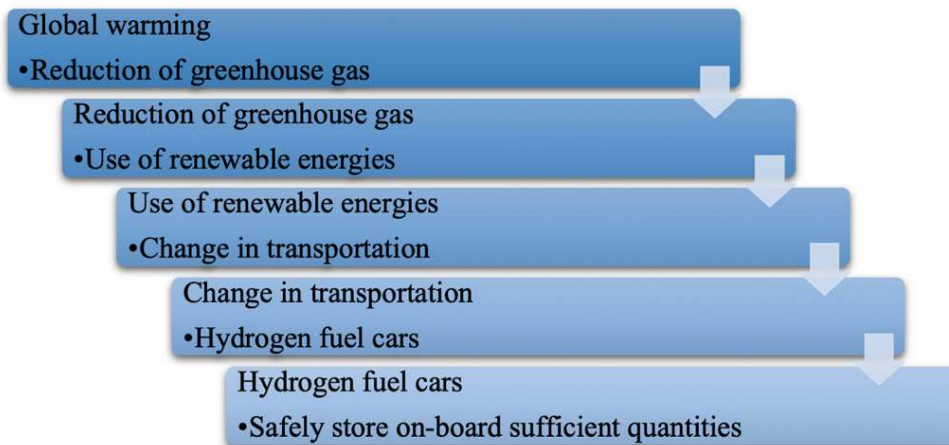 Global warming
•Reduction of greenhouse gas
Reduction of greenhouse gas
•Use of renewable energies
Use of renewable energies
•Change in transportation
Change in transportation
•Hydrogen fuel cars
Hydrogen fuel cars
•Safely store on-board sufficient quantities